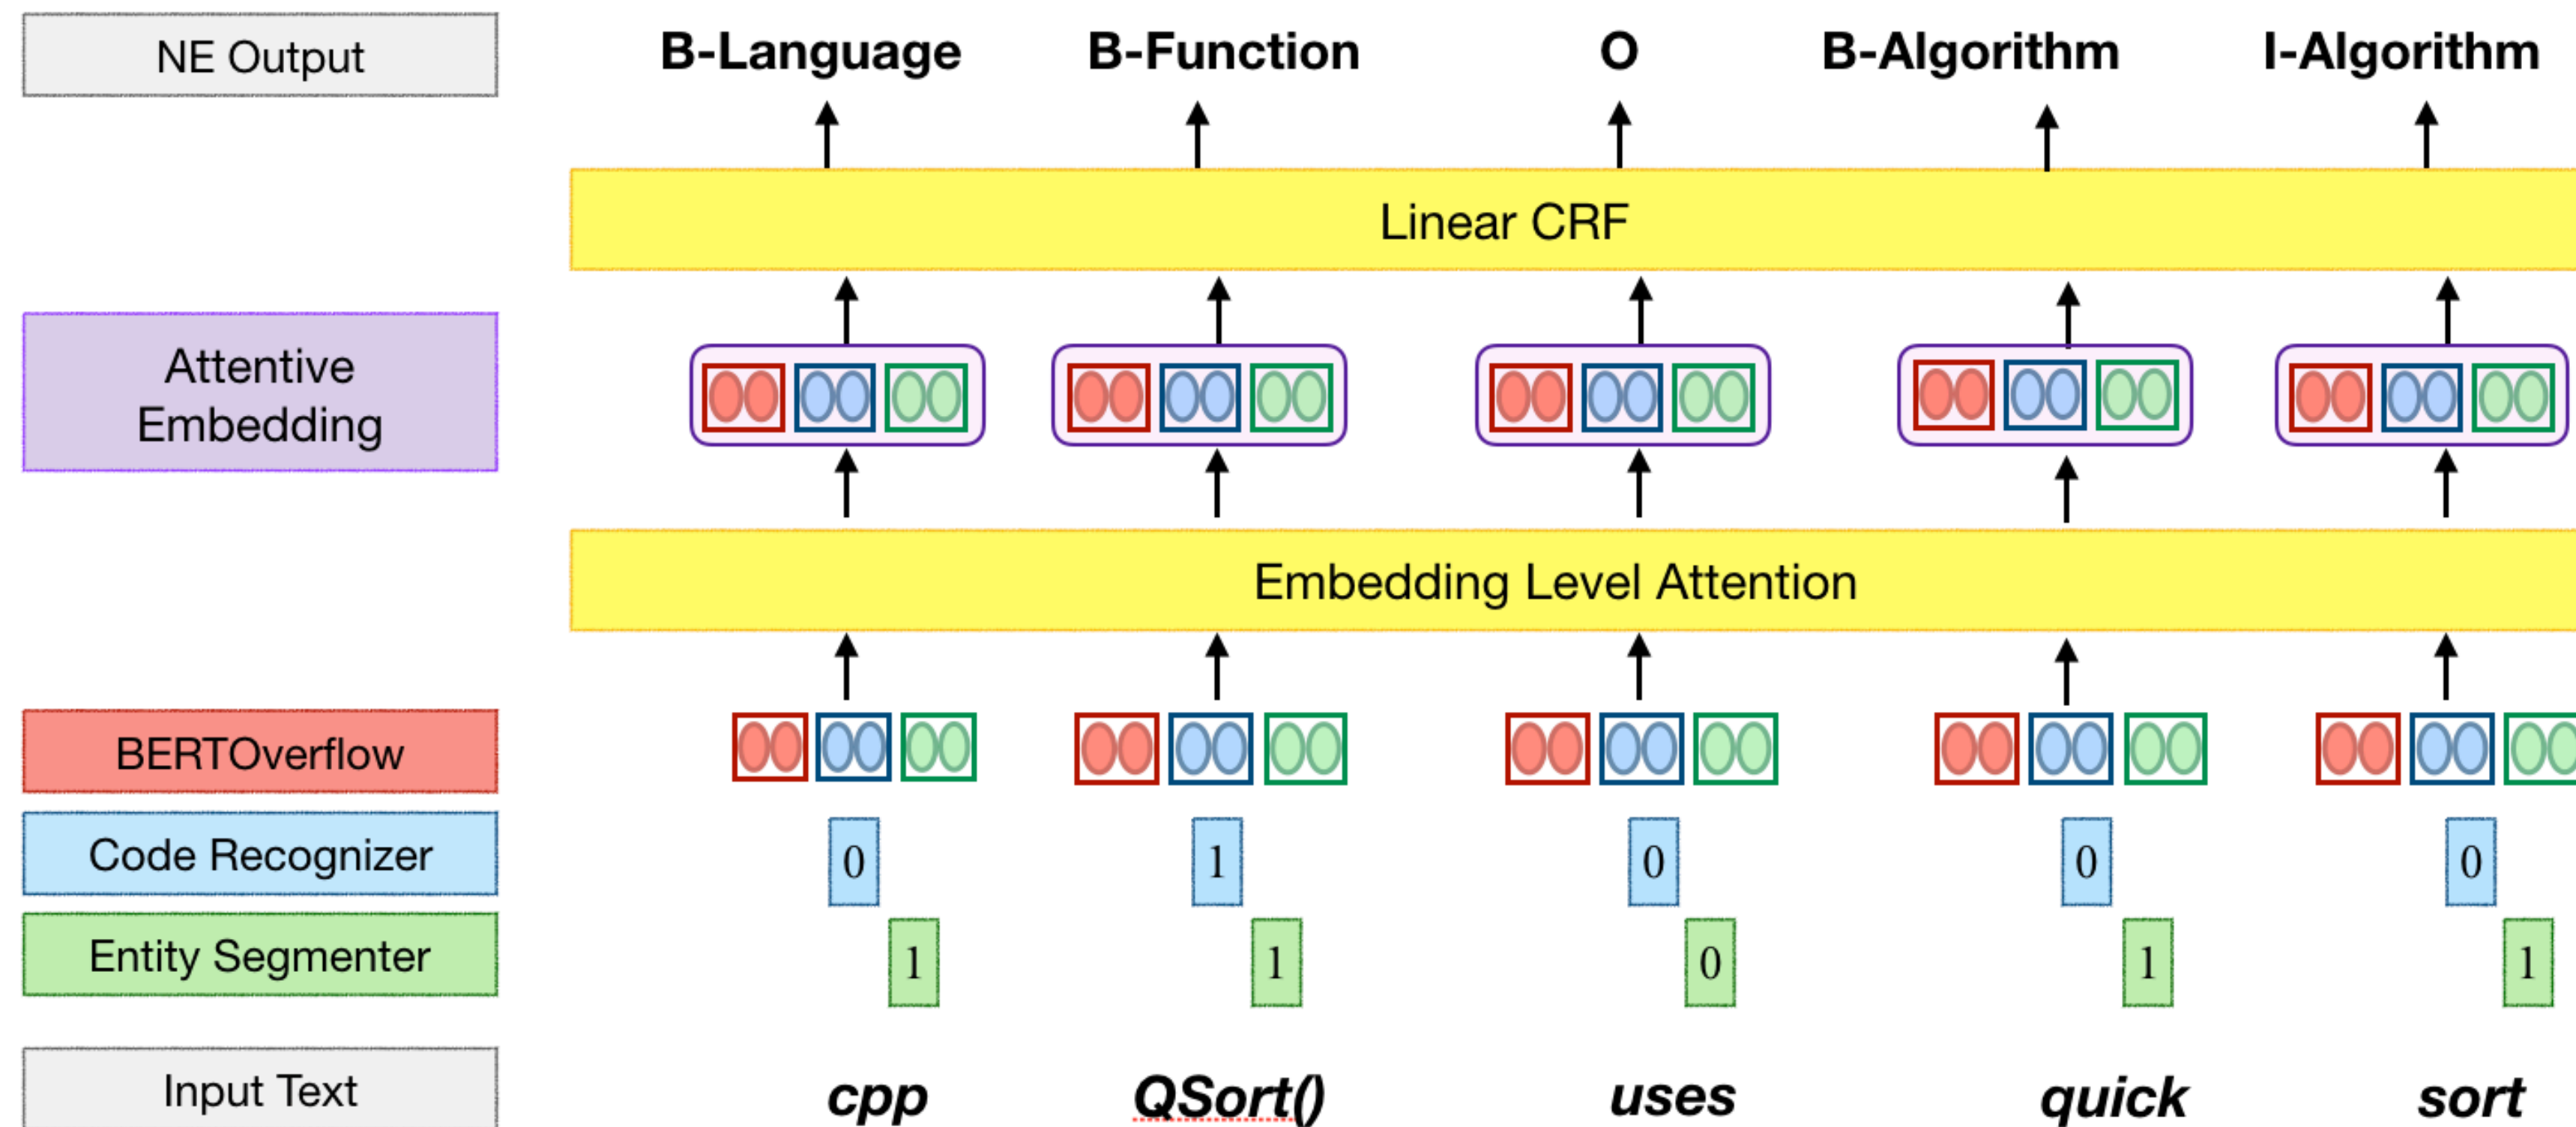 NE Output B-Language B-Function O B-Algorithm I-Algorithm
Linear CRF
Attentive
Embedding
Embedding Level Attention
BERTOverflow
Code Recognizer 0 1 0 0 0
Entity Segmenter 1 1 0 1 1
Input Text cpp QSort() uses quick sort